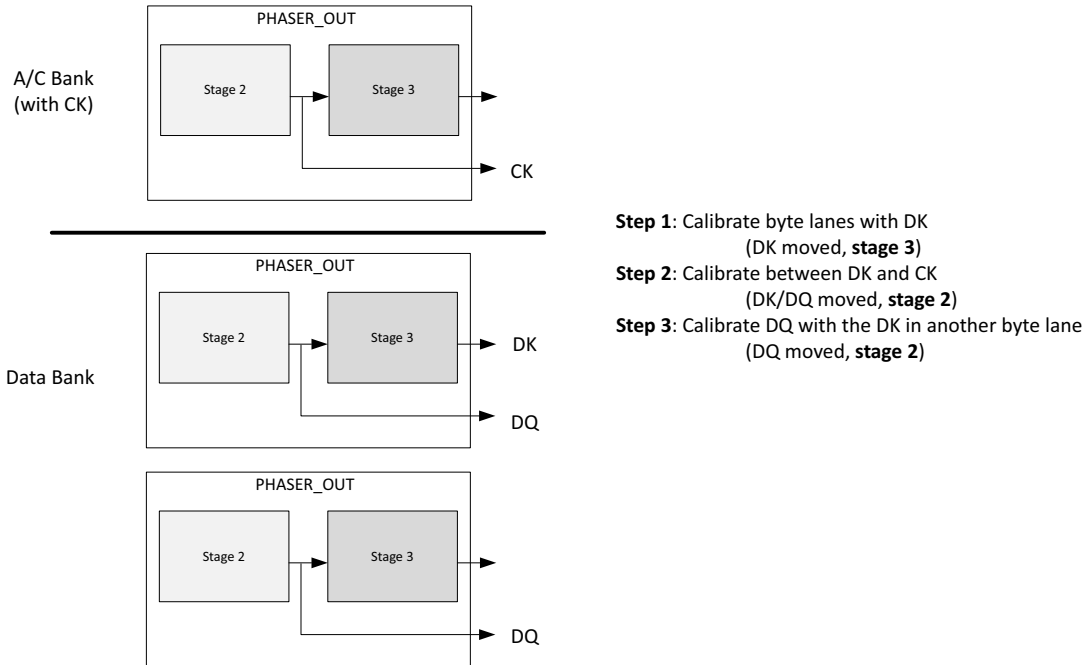 PHASER_OUT
A/C Bank
(with CK)
Stage 2
Stage 3
CK
Step 1: Calibrate byte lanes with DK
(DK moved, stage 3)
Step 2: Calibrate between DK and CK
(DK/DQ moved, stage 2)
Step 3: Calibrate DQ with the DK in another byte lane
(DQ moved, stage 2)
Data Bank
PHASER_OUT
Stage 2
Stage 3
DK
DQ
PHASER_OUT
Stage 2
Stage 3
DQ